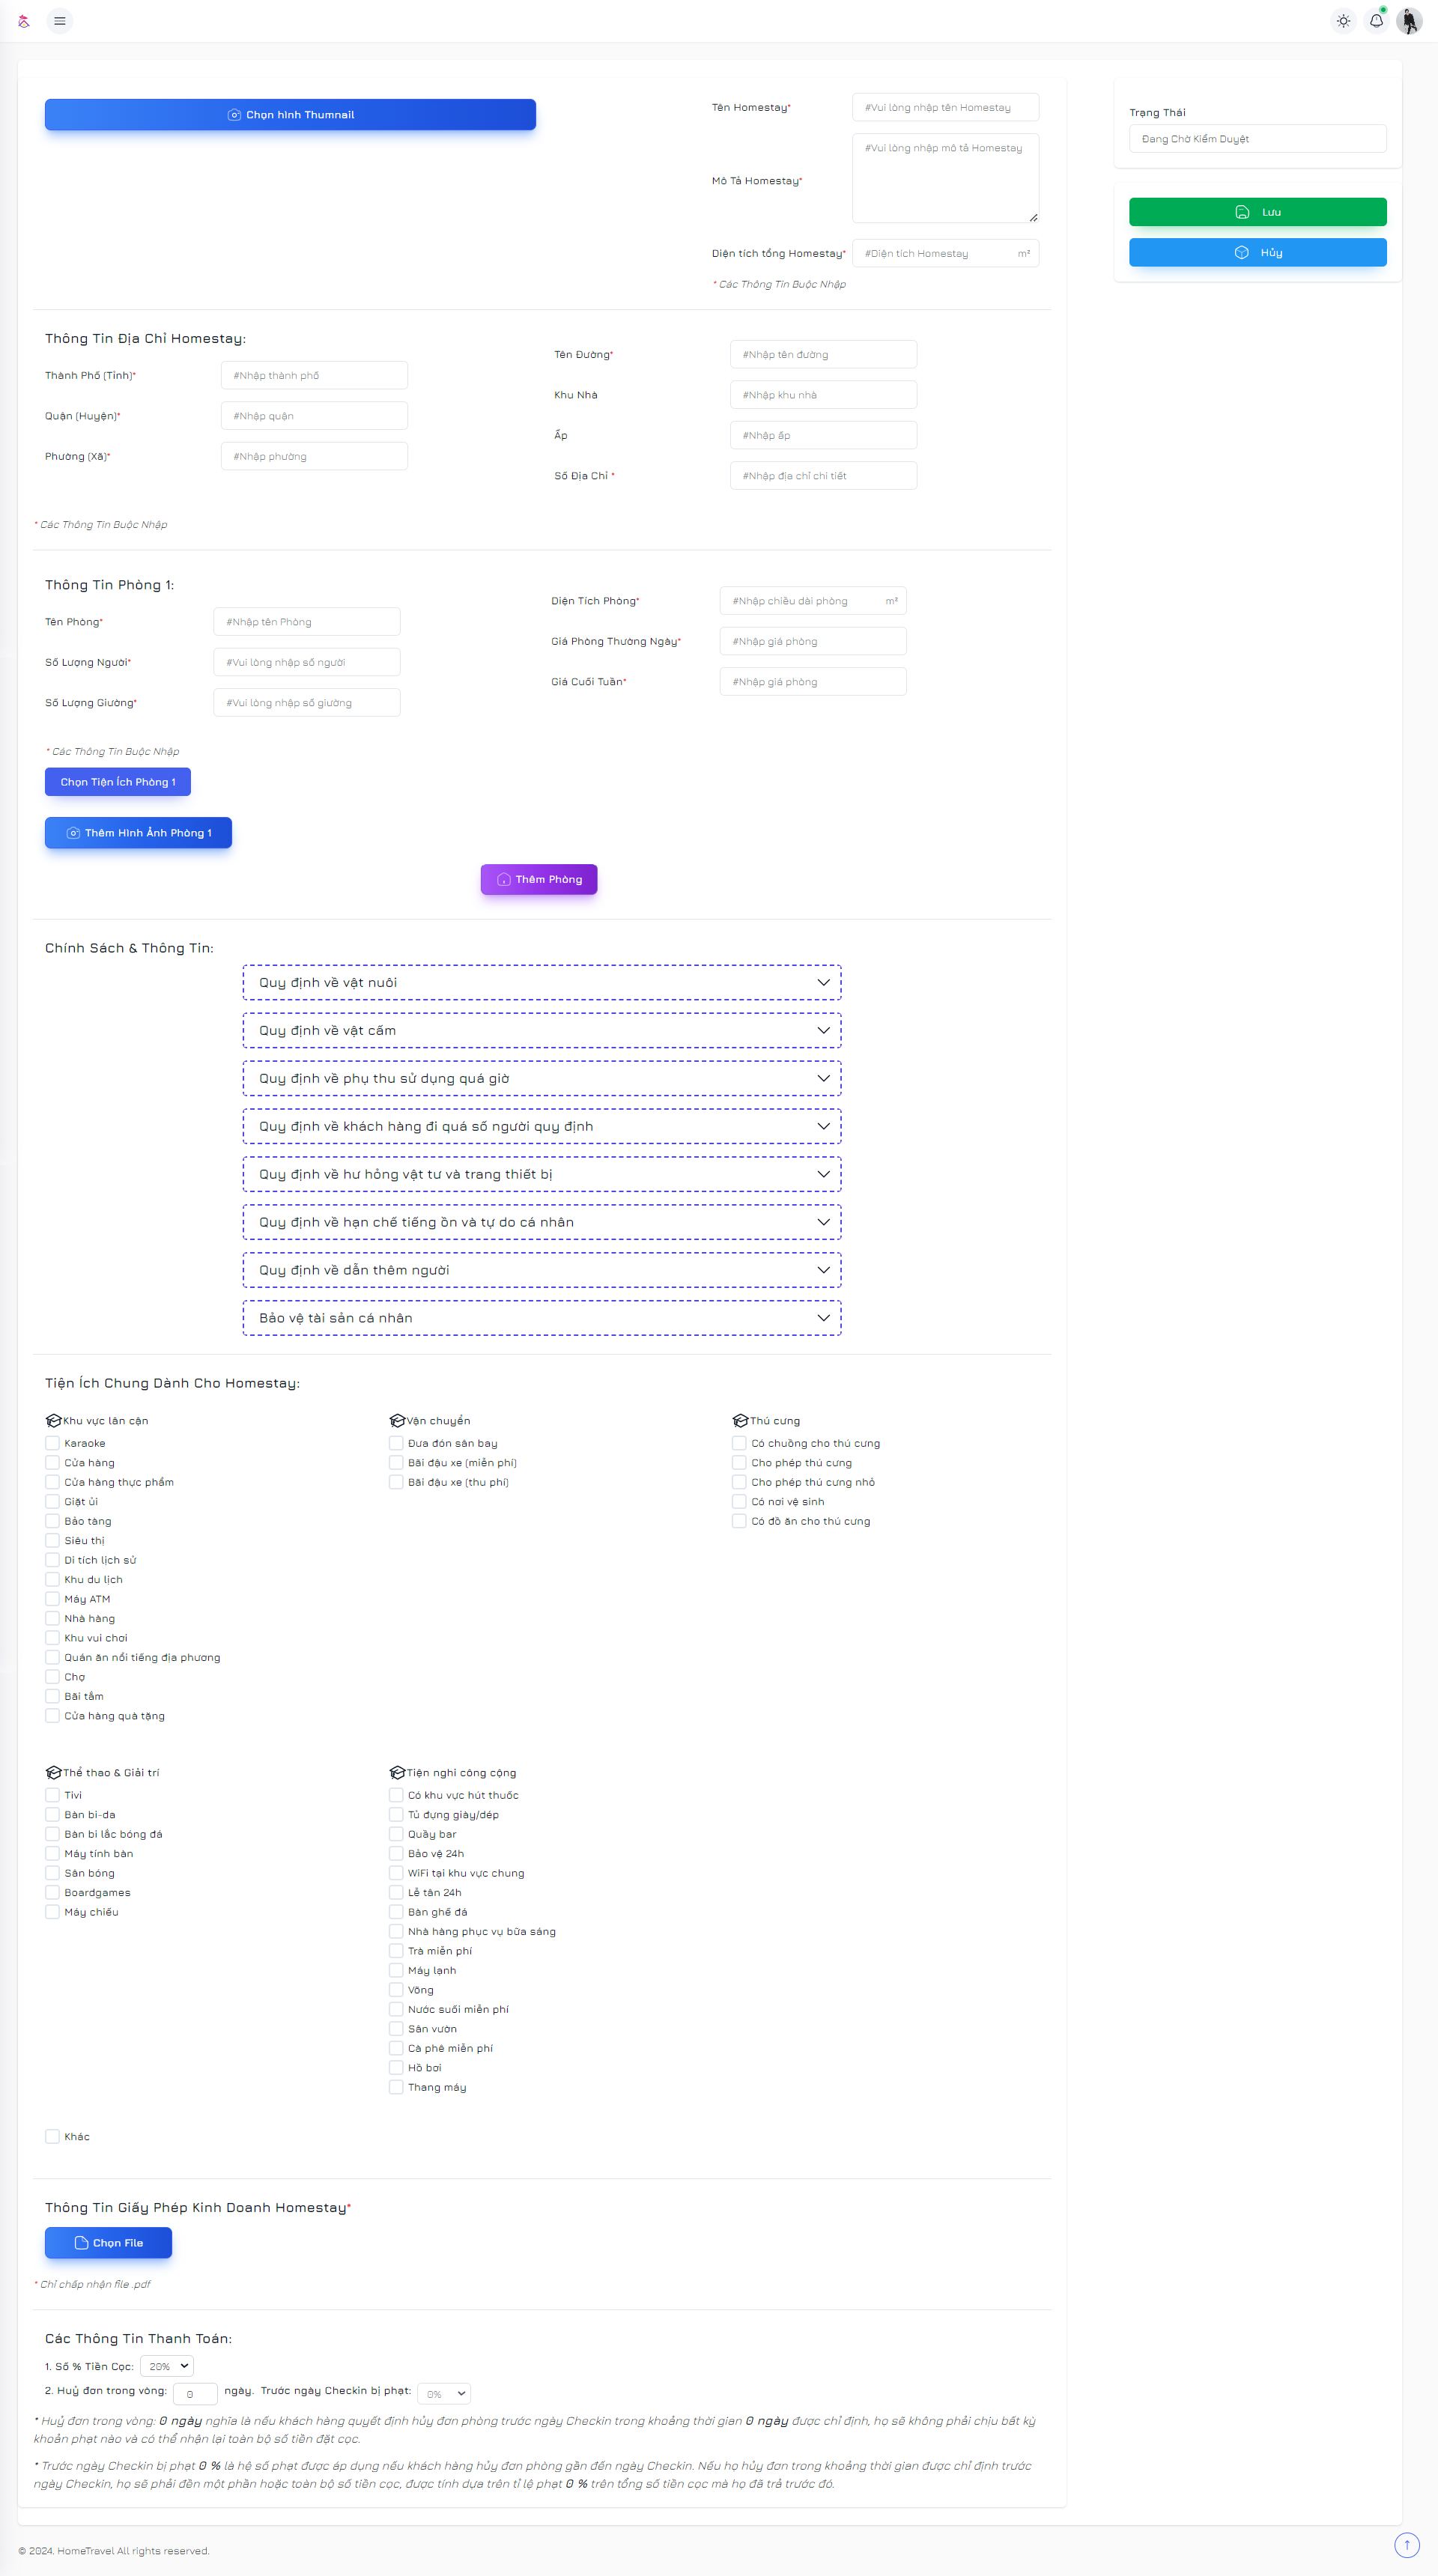 Chọn hình Thumnail
Tên Homestay*
#Vui lòng nhập tên Homestay
Mô Tả Homestay*
#Vui lòng nhập mô tả Homestay
Diện tích tổng Homestay*
#Diện tích Homestay m²
* Các Thông Tin Buộc Nhập
Trạng Thái
Đang Chờ Kiểm Duyệt
Lưu
Hủy
Thông Tin Địa Chỉ Homestay:
Thành Phố (Tỉnh)*
#Nhập thành phố
Quận (Huyện)*
#Nhập quận
Phường (Xã)*
#Nhập phường
Tên Đường*
#Nhập tên đường
Khu Nhà
#Nhập khu nhà
Ấp
#Nhập ấp
Số Địa Chỉ *
#Nhập địa chỉ chi tiết
* Các Thông Tin Buộc Nhập
Thông Tin Phòng 1:
Tên Phòng*
#Nhập tên Phòng
Số Lượng Người*
#Vui lòng nhập số người
Số Lượng Giường*
#Vui lòng nhập số giường
Diện Tích Phòng*
#Nhập chiều dài phòng m²
Giá Phòng Thường Ngày*
#Nhập giá phòng
Giá Cuối Tuần*
#Nhập giá phòng
* Các Thông Tin Buộc Nhập
Chọn Tiện Ích Phòng 1
Thêm Hình Ảnh Phòng 1
Thêm Phòng
Chính Sách & Thông Tin:
Quy định về vật nuôi
Quy định về vật cấm
Quy định về phụ thu sử dụng quá giờ
Quy định về khách hàng đi quá số người quy định
Quy định về hư hỏng vật tư và trang thiết bị
Quy định về hạn chế tiếng ồn và tự do cá nhân
Quy định về dẫn thêm người
Bảo vệ tài sản cá nhân
Tiện Ích Chung Dành Cho Homestay:
Khu vực lân cận
Karaoke
Cửa hàng
Cửa hàng thực phẩm
Giặt ủi
Bảo tàng
Siêu thị
Di tích lịch sử
Khu du lịch
Máy ATM
Nhà hàng
Khu vui chơi
Quán ăn nổi tiếng địa phương
Chợ
Bãi tắm
Cửa hàng quà tặng
Vận chuyển
Đưa đón sân bay
Bãi đậu xe (miễn phí)
Bãi đậu xe (thu phí)
Thú cưng
Có chuồng cho thú cưng
Cho phép thú cưng
Cho phép thú cưng nhỏ
Có nơi vệ sinh
Có đồ ăn cho thú cưng
Thể thao & Giải trí
Tivi
Bàn bi-da
Bàn bi lắc bóng đá
Máy tính bàn
Sân bóng
Boardgames
Máy chiếu
Tiện nghi công cộng
Có khu vực hút thuốc
Tủ đựng giày/dép
Quầy bar
Bảo vệ 24h
WiFi tại khu vực chung
Lễ tân 24h
Bàn ghế đá
Nhà hàng phục vụ bữa sáng
Trà miễn phí
Máy lạnh
Võng
Nước suối miễn phí
Sân vườn
Cà phê miễn phí
Hồ bơi
Thang máy
Khác
Thông Tin Giấy Phép Kinh Doanh Homestay*
Chọn File
* Chỉ chấp nhận file .pdf
Các Thông Tin Thanh Toán:
1. Số % Tiền Cọc: 20%
2. Huỷ đơn trong vòng: 0 ngày. Trước ngày Checkin bị phạt: 0%
* Huỷ đơn trong vòng: 0 ngày nghĩa là nếu khách hàng quyết định hủy đơn phòng trước ngày Checkin trong khoảng thời gian 0 ngày được chỉ định, họ sẽ không phải chịu bất kỳ
khoản phạt nào và có thể nhận lại toàn bộ số tiền đặt cọc.
* Trước ngày Checkin bị phạt 0 % là hệ số phạt được áp dụng nếu khách hàng hủy đơn phòng gần đến ngày Checkin. Nếu họ hủy đơn trong khoảng thời gian được chỉ định trước
ngày Checkin, họ sẽ phải đền một phần hoặc toàn bộ số tiền cọc, được tính dựa trên tỉ lệ phạt 0 % trên tổng số tiền cọc mà họ đã trả trước đó.
© 2024. HomeTravel All rights reserved.